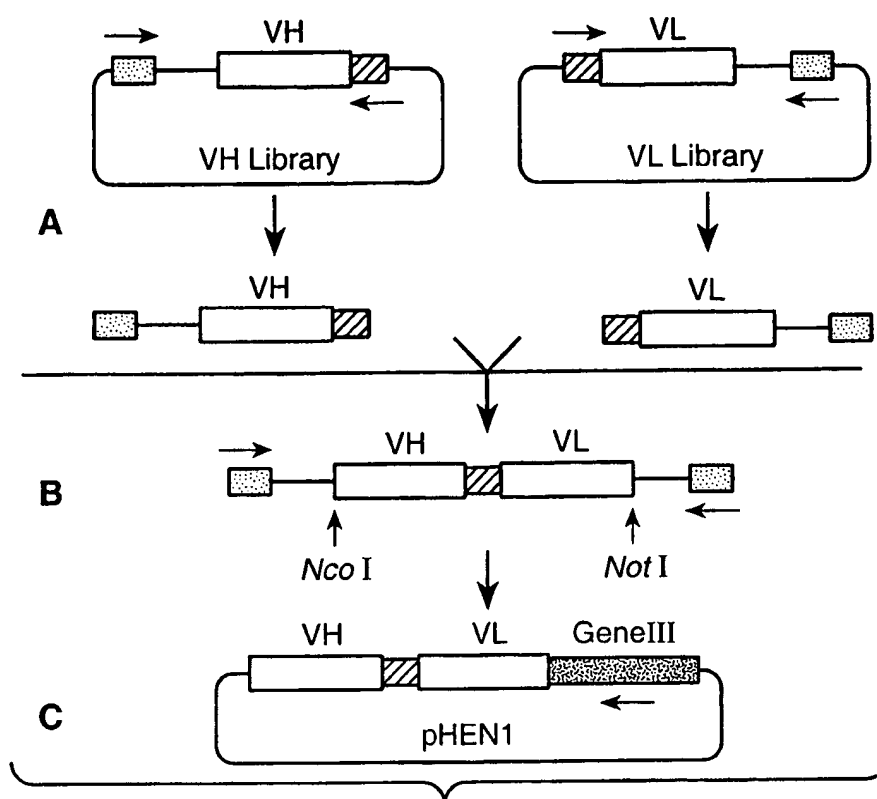 VH
VL
VH Library
VL Library
A
VH
VL
B
VH
VL
Nco I
Not I
C
VH
VL
GeneIII
pHEN1